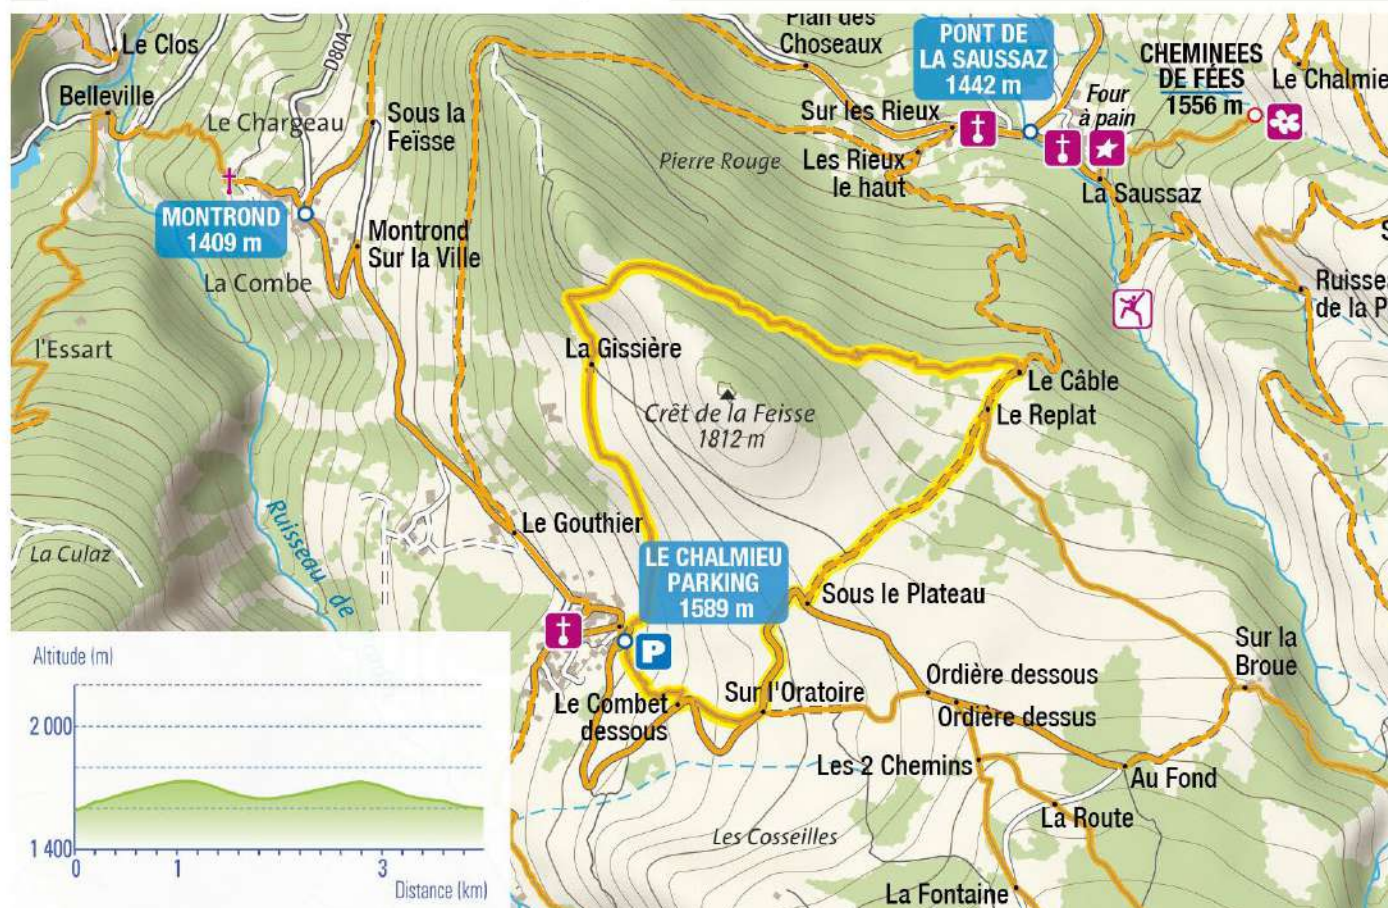 Plan des
Choseaux
PONT DE
LA SAUSSAZ
1442 m
CHEMINEES
DE FÉES
1556 m
Le Chalmie
Le Clos
D80A
Belleville
Le Chargeau
Sous la
Feïsse
Sur les Rieux
Four
à pain
Pierre Rouge
Les Rieux
le haut
La Saussaz
MONTROND
1409 m
Montrond
Sur la Ville
La Combe
S
Ruisse
de la P
l'Essart
La Gissière
Le Câble
Crêt de la Feisse
1812 m
Le Replat
Le Gouthier
La Culaz
Ruisseau de
LE CHALMIEU
PARKING
1589 m
P
Sous le Plateau
Sur la
Broue
Le Combet
dessous
Sur l'Oratoire
Ordière dessous
Ordière dessus
Les 2 Chemins
Au Fond
La Route
Les Cosseilles
La Fontaine
Altitude (m)
2 000
1 400
0
1
3
Distance (km)